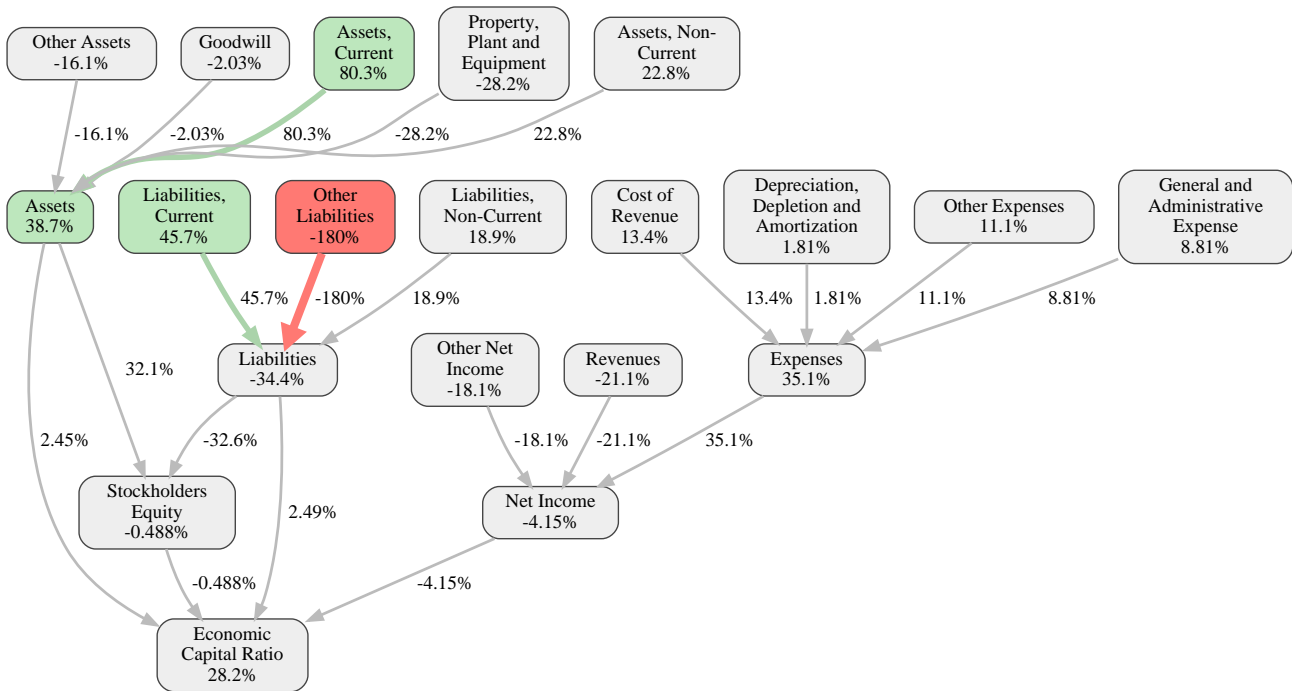 Other Assets
-16.1%
Goodwill
-2.03%
Assets,
Current
80.3%
Property,
Plant and
Equipment
-28.2%
Assets, Non-
Current
22.8%
-16.1%
-2.03%
80.3%
-28.2%
22.8%
Assets
38.7%
Liabilities,
Current
45.7%
Other
Liabilities
-180%
Liabilities,
Non-Current
18.9%
Cost of
Revenue
13.4%
Depreciation,
Depletion and
Amortization
1.81%
Other Expenses
11.1%
General and
Administrative
Expense
8.81%
45.7%
-180%
18.9%
13.4%
1.81%
11.1%
8.81%
Liabilities
-34.4%
Other Net
Income
-18.1%
Revenues
-21.1%
Expenses
35.1%
32.1%
2.45%
-32.6%
-18.1%
-21.1%
35.1%
Stockholders
Equity
-0.488%
2.49%
Net Income
-4.15%
-0.488%
-4.15%
Economic
Capital Ratio
28.2%